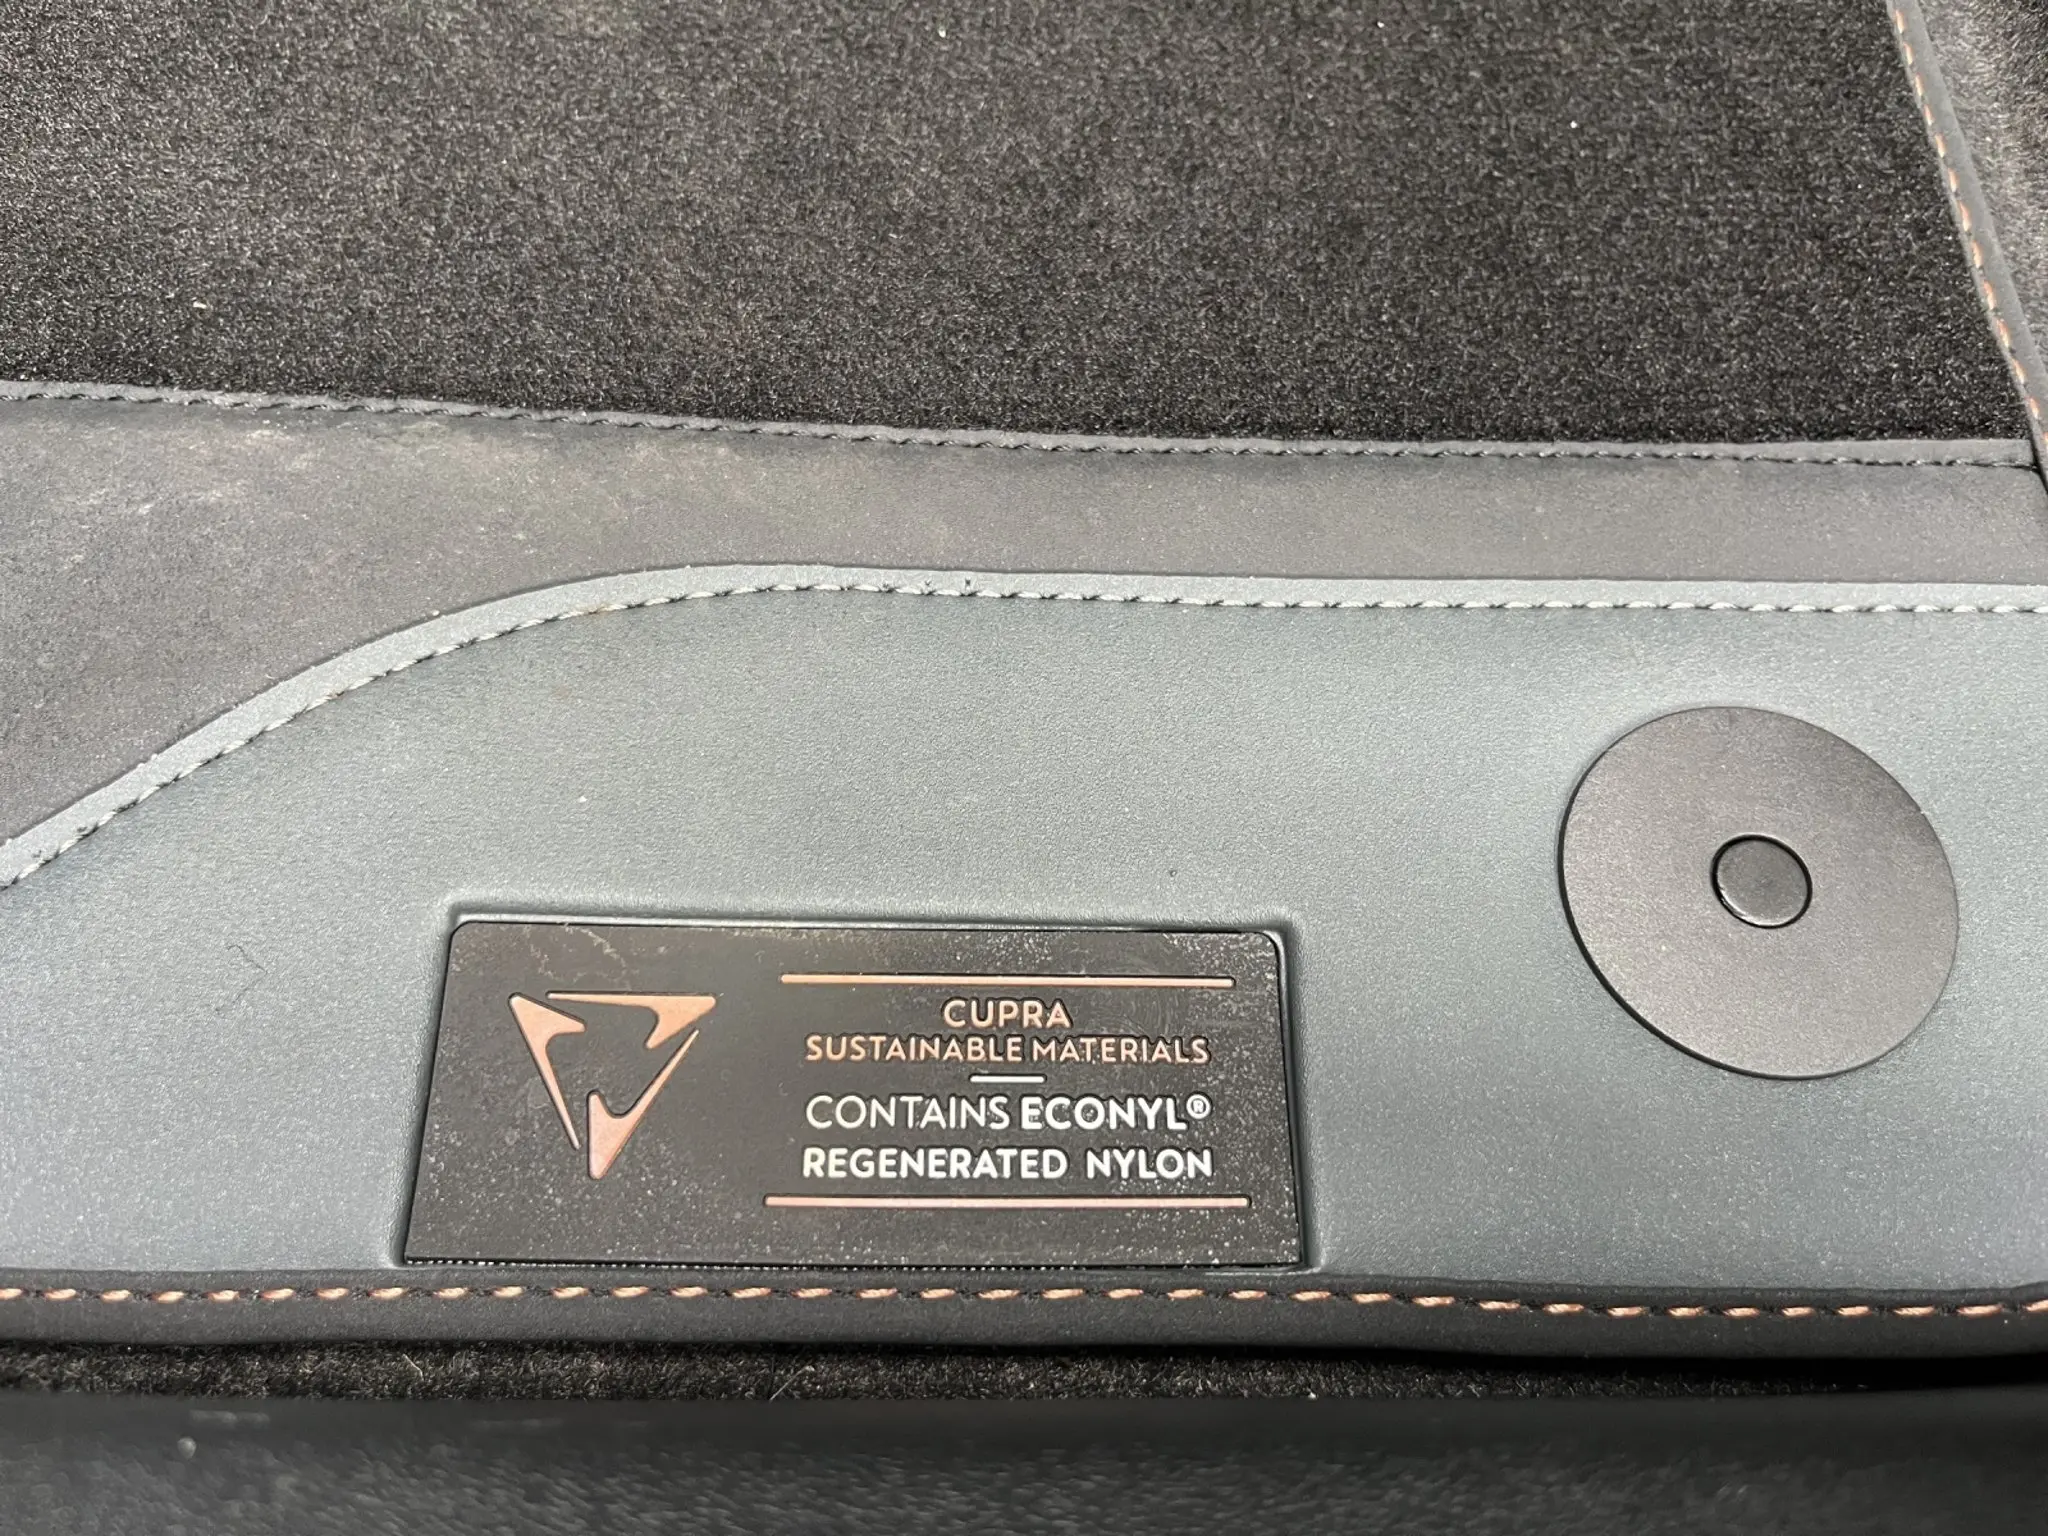 CUPRA
SUSTAINABLE MATERIALS
CONTAINS ECONYL®
REGENERATED NYLON